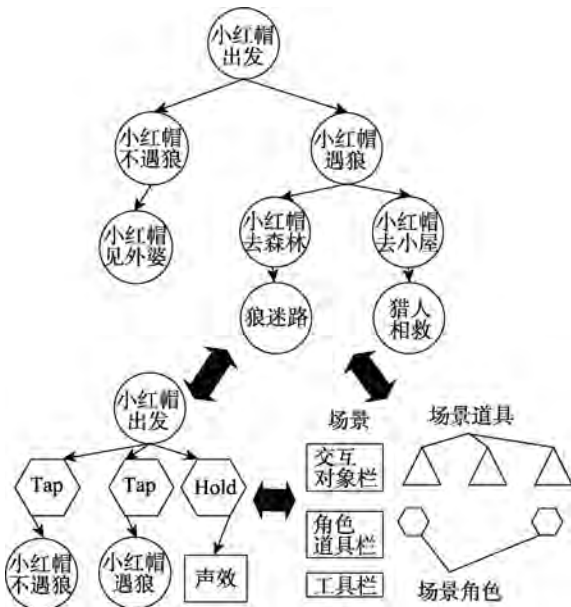 小红帽
出发
小红帽
不遇狼
小红帽
遇狼
小红帽
见外婆
小红帽
去森林
小红帽
去小屋
狼迷路
猎人
相救
小红帽
出发
Tap
Tap
Hold
小红帽
不遇狼
小红帽
遇狼
声效
场景
场景道具
交互
对象栏
角色
道具栏
工具栏
场景角色